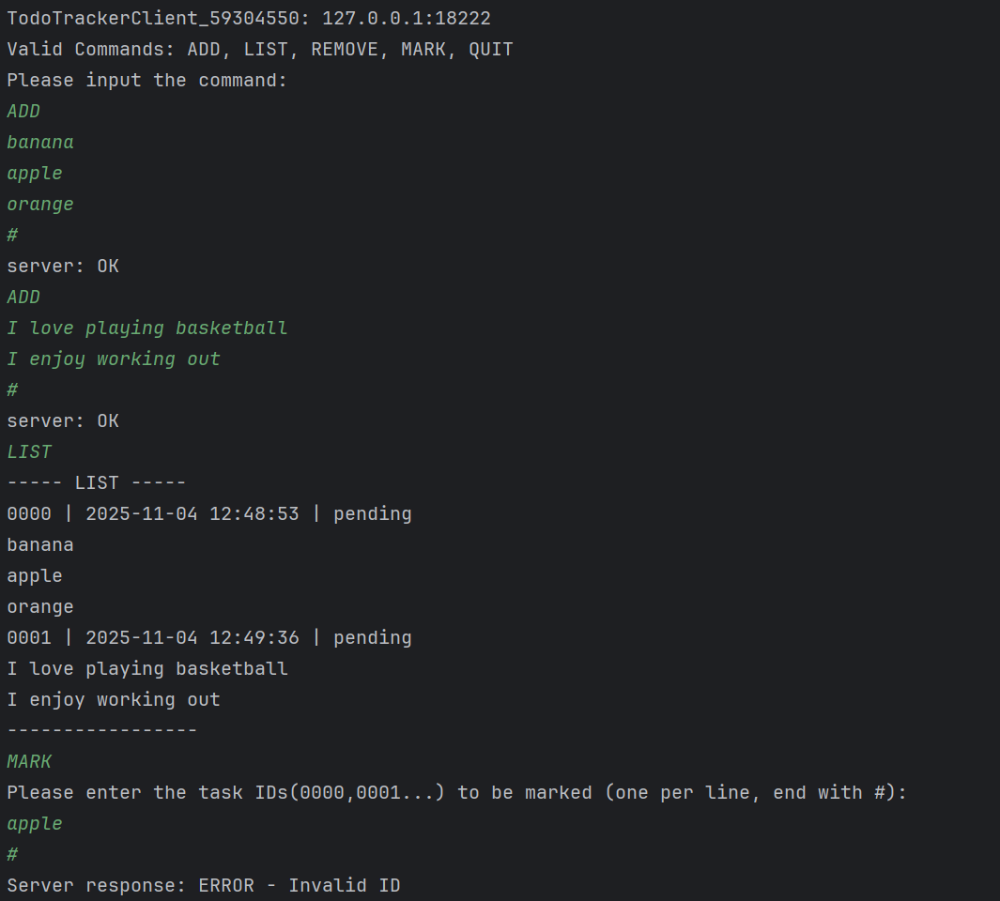 TodoTrackerClient_59304550: 127.0.0.1:18222
Valid Commands: ADD, LIST, REMOVE, MARK, QUIT
Please input the command:
ADD
banana
apple
orange
#
server: OK
ADD
I love playing basketball
I enjoy working out
#
server: OK
LIST
----- LIST -----
0000 | 2025-11-04 12:48:53 | pending
banana
apple
orange
0001 | 2025-11-04 12:49:36 | pending
I love playing basketball
I enjoy working out
-----------------
MARK
Please enter the task IDs(0000,0001...) to be marked (one per line, end with #):
apple
#
Server response: ERROR - Invalid ID